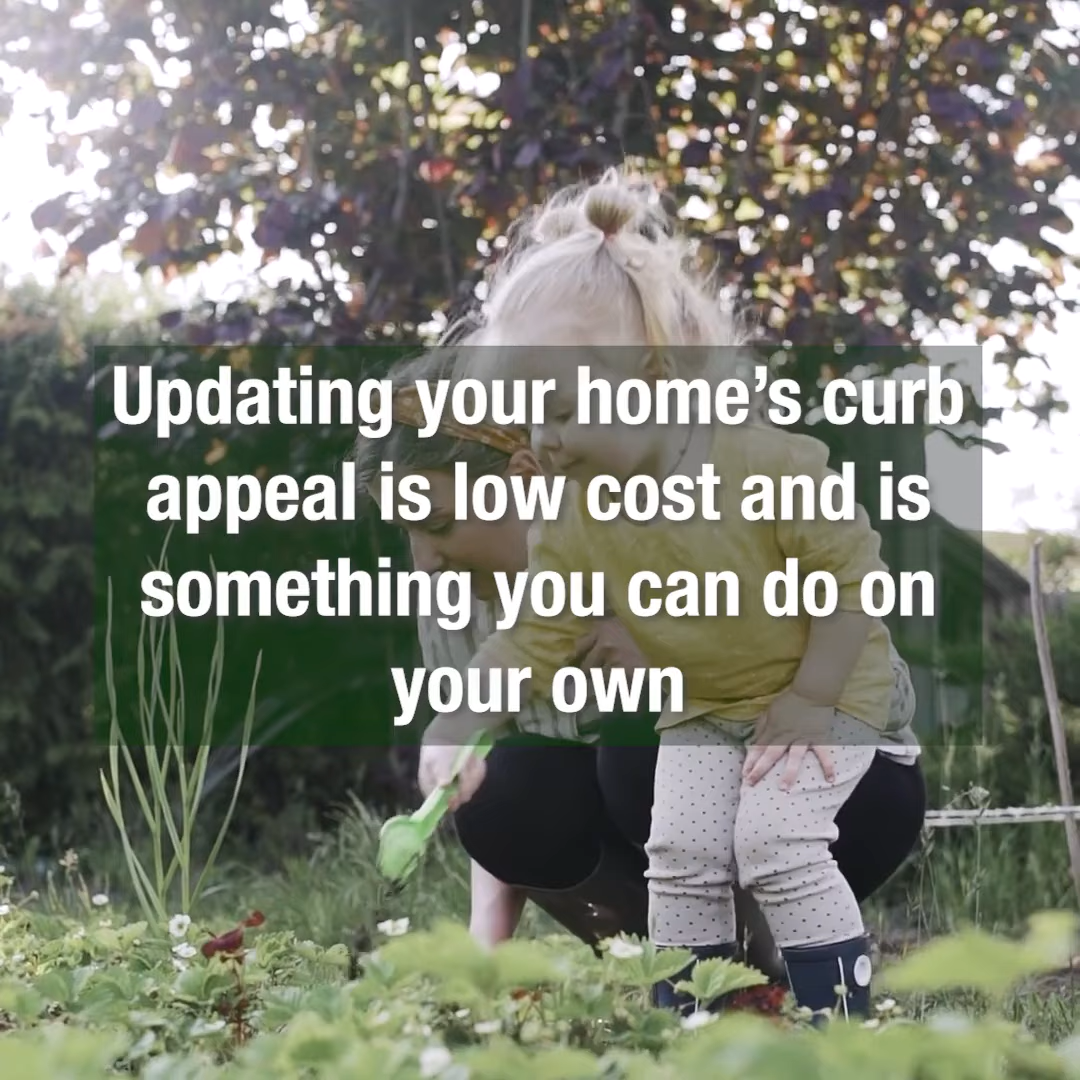 Updating your home’s curb
appeal is low cost and is
something you can do on
your own